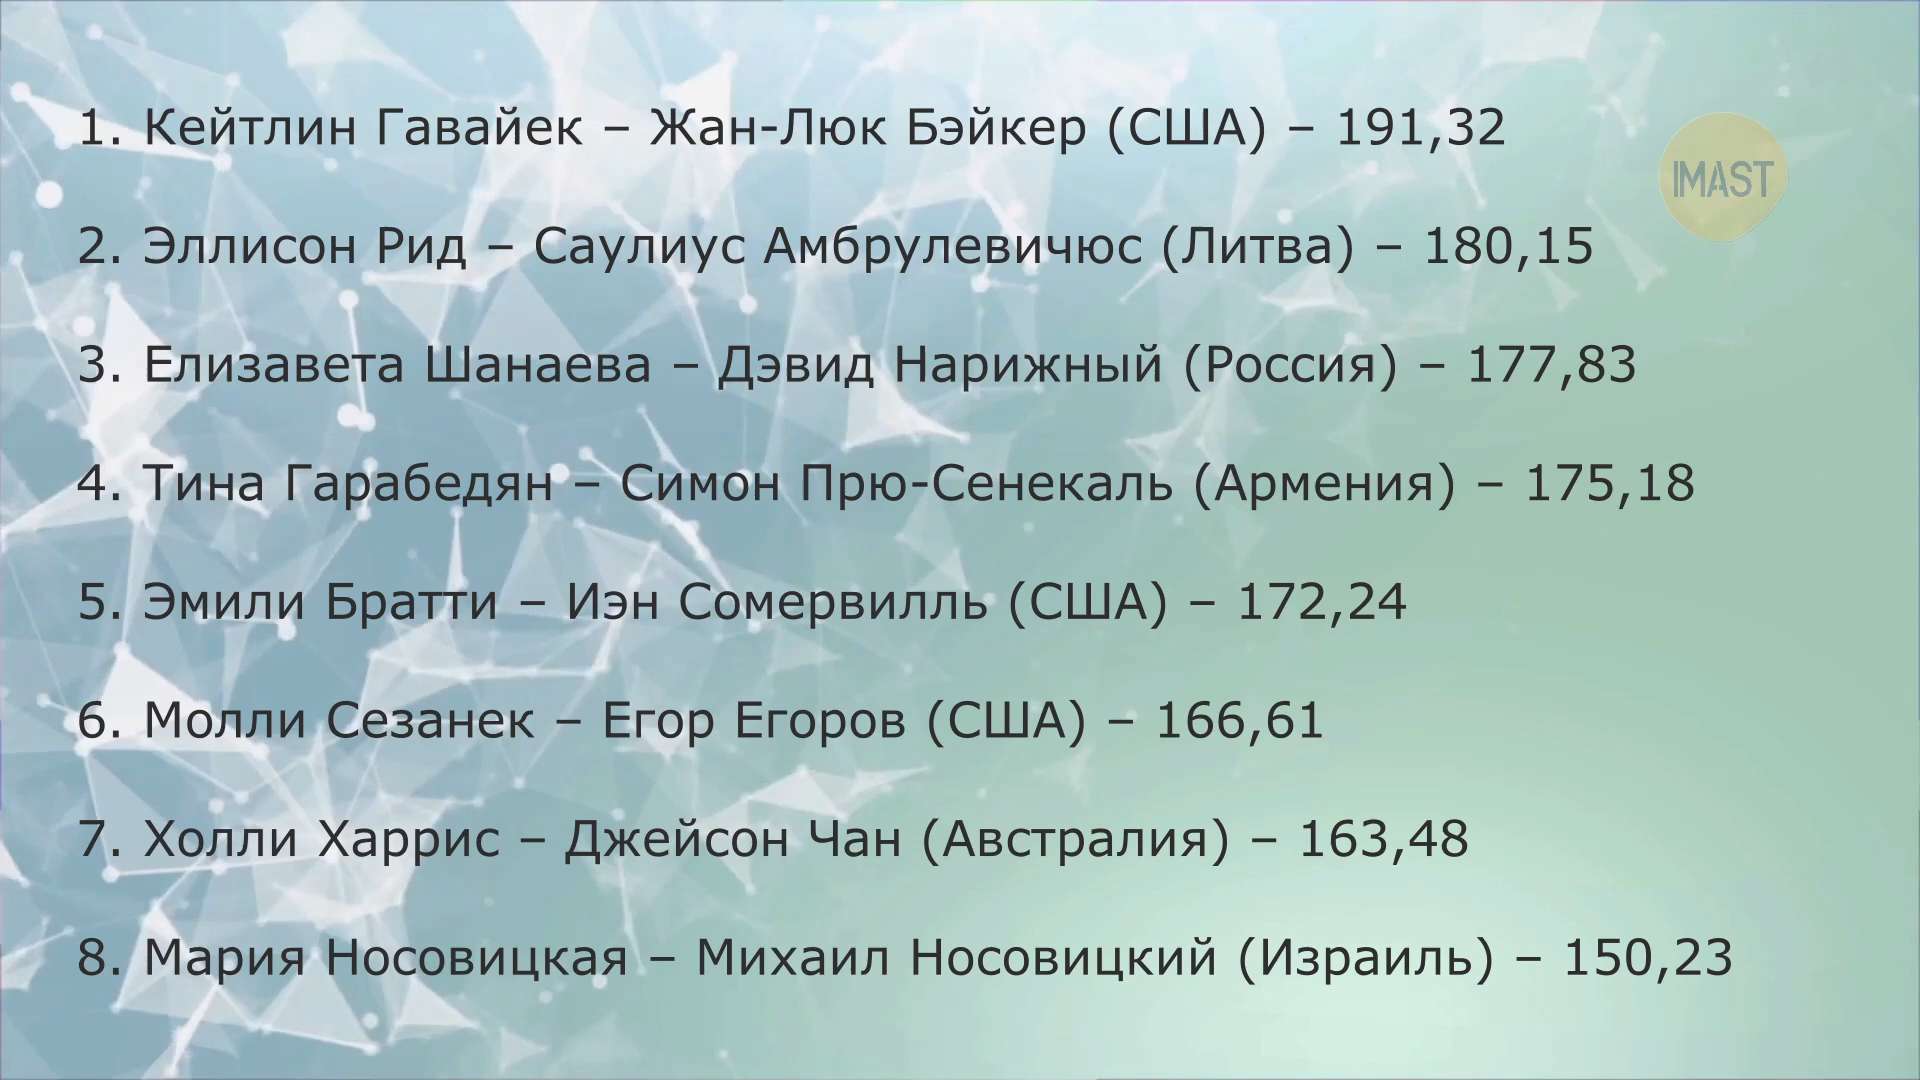 1. Кейтлин Гавайек – Жан-Люк Бэйкер (США) – 191,32
IMAST
2. Эллисон Рид – Саулиус Амбрулевичюс (Литва) – 180,15
3. Елизавета Шанаева – Дэвид Нарижный (Россия) – 177,83
4. Тина Гарабедян – Симон Прю-Сенекаль (Армения) – 175,18
5. Эмили Братти – Иэн Сомервилль (США) – 172,24
6. Молли Сезанек – Егор Егоров (США) – 166,61
7. Холли Харрис – Джейсон Чан (Австралия) – 163,48
8. Мария Носовицкая – Михаил Носовицкий (Израиль) – 150,23